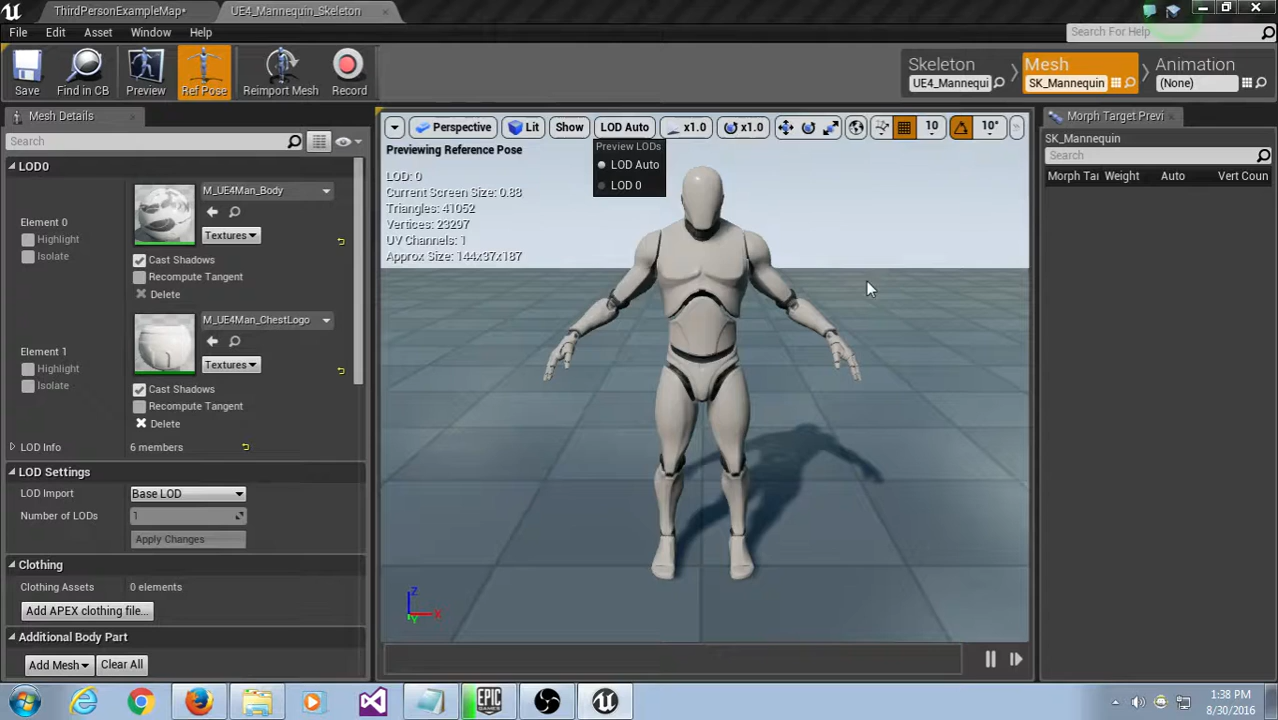 ThirdPersonExampleMap*
UE4_Mannequin_Skeleton
File Edit Asset Window Help
Search For Help
Save
Find in CB
Preview
Ref Pose
Reimport Mesh
Record
Skeleton
UE4_Mannequi
Mesh
SK_Mannequin
Animation
(None)
Mesh Details
Search
LOD0
Element 0
Highlight
Isolate
M_UE4Man_Body
Textures
Cast Shadows
Recompute Tangent
Delete
Element 1
Highlight
Isolate
M_UE4Man_ChestLogo
Textures
Cast Shadows
Recompute Tangent
Delete
LOD Info 6 members
LOD Settings
LOD Import Base LOD
Number of LODs 1
Apply Changes
Clothing
Clothing Assets 0 elements
Add APEX clothing file...
Additional Body Part
Add Mesh Clear All
Perspective Lit Show LOD Auto x1.0 x1.0 10 10°
Previewing Reference Pose
LOD: 0
Current Screen Size: 0.88
Triangles: 41052
Vertices: 23297
UV Channels: 1
Approx Size: 144x37x187
Preview LODs
LOD Auto
LOD 0
Z
X
Y
Morph Target Previ
SK_Mannequin
Search
Morph Tar Weight Auto Vert Coun
EPIC
GAMES
1:38 PM
8/30/2016